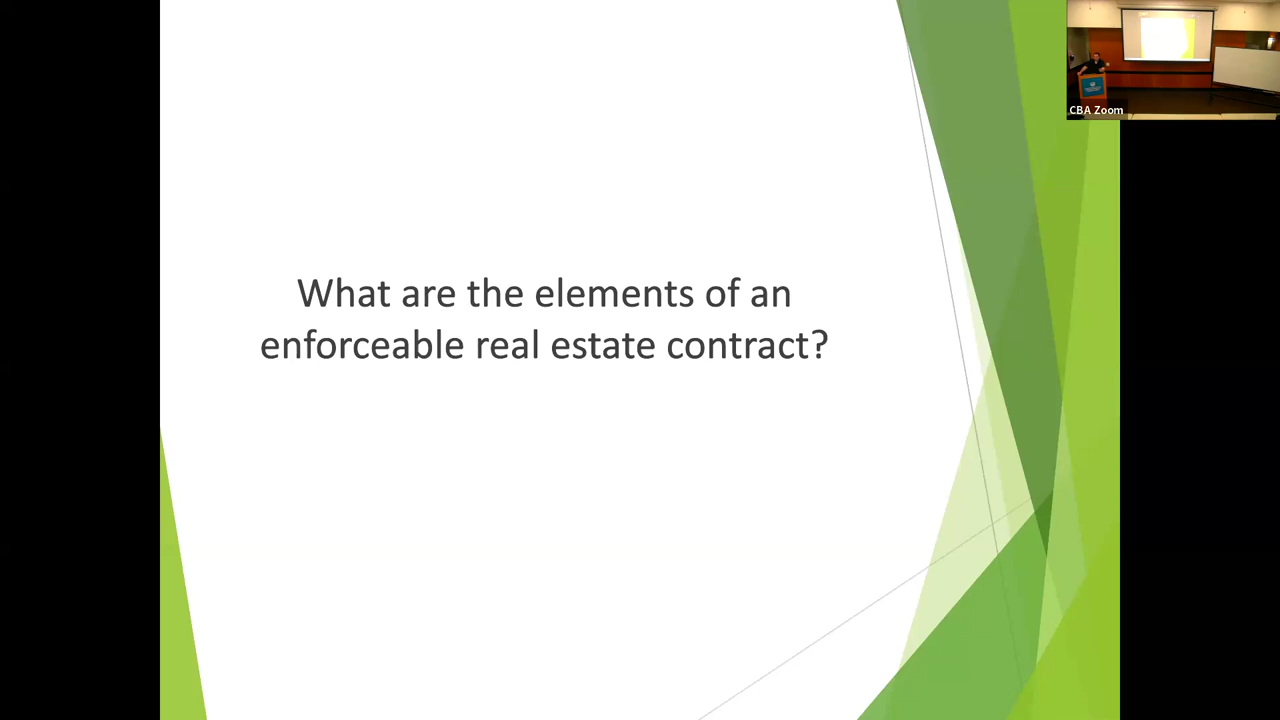 What are the elements of an
enforceable real estate contract?
CBA Zoom